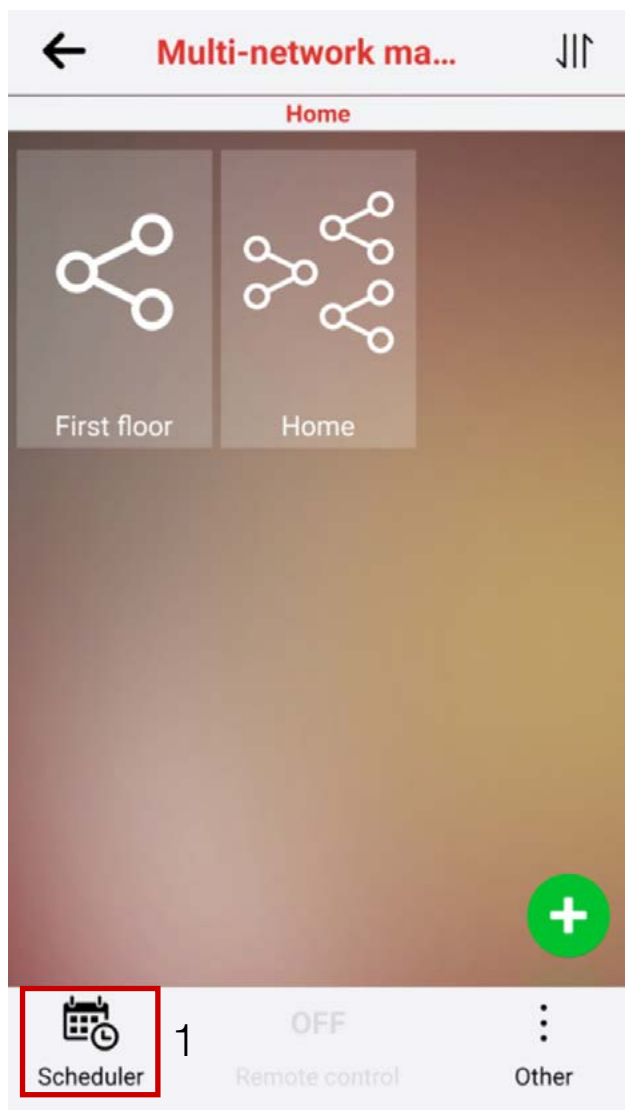 Multi-network ma...
Home
First floor
Home
1
OFF
Scheduler
Remote control
Other